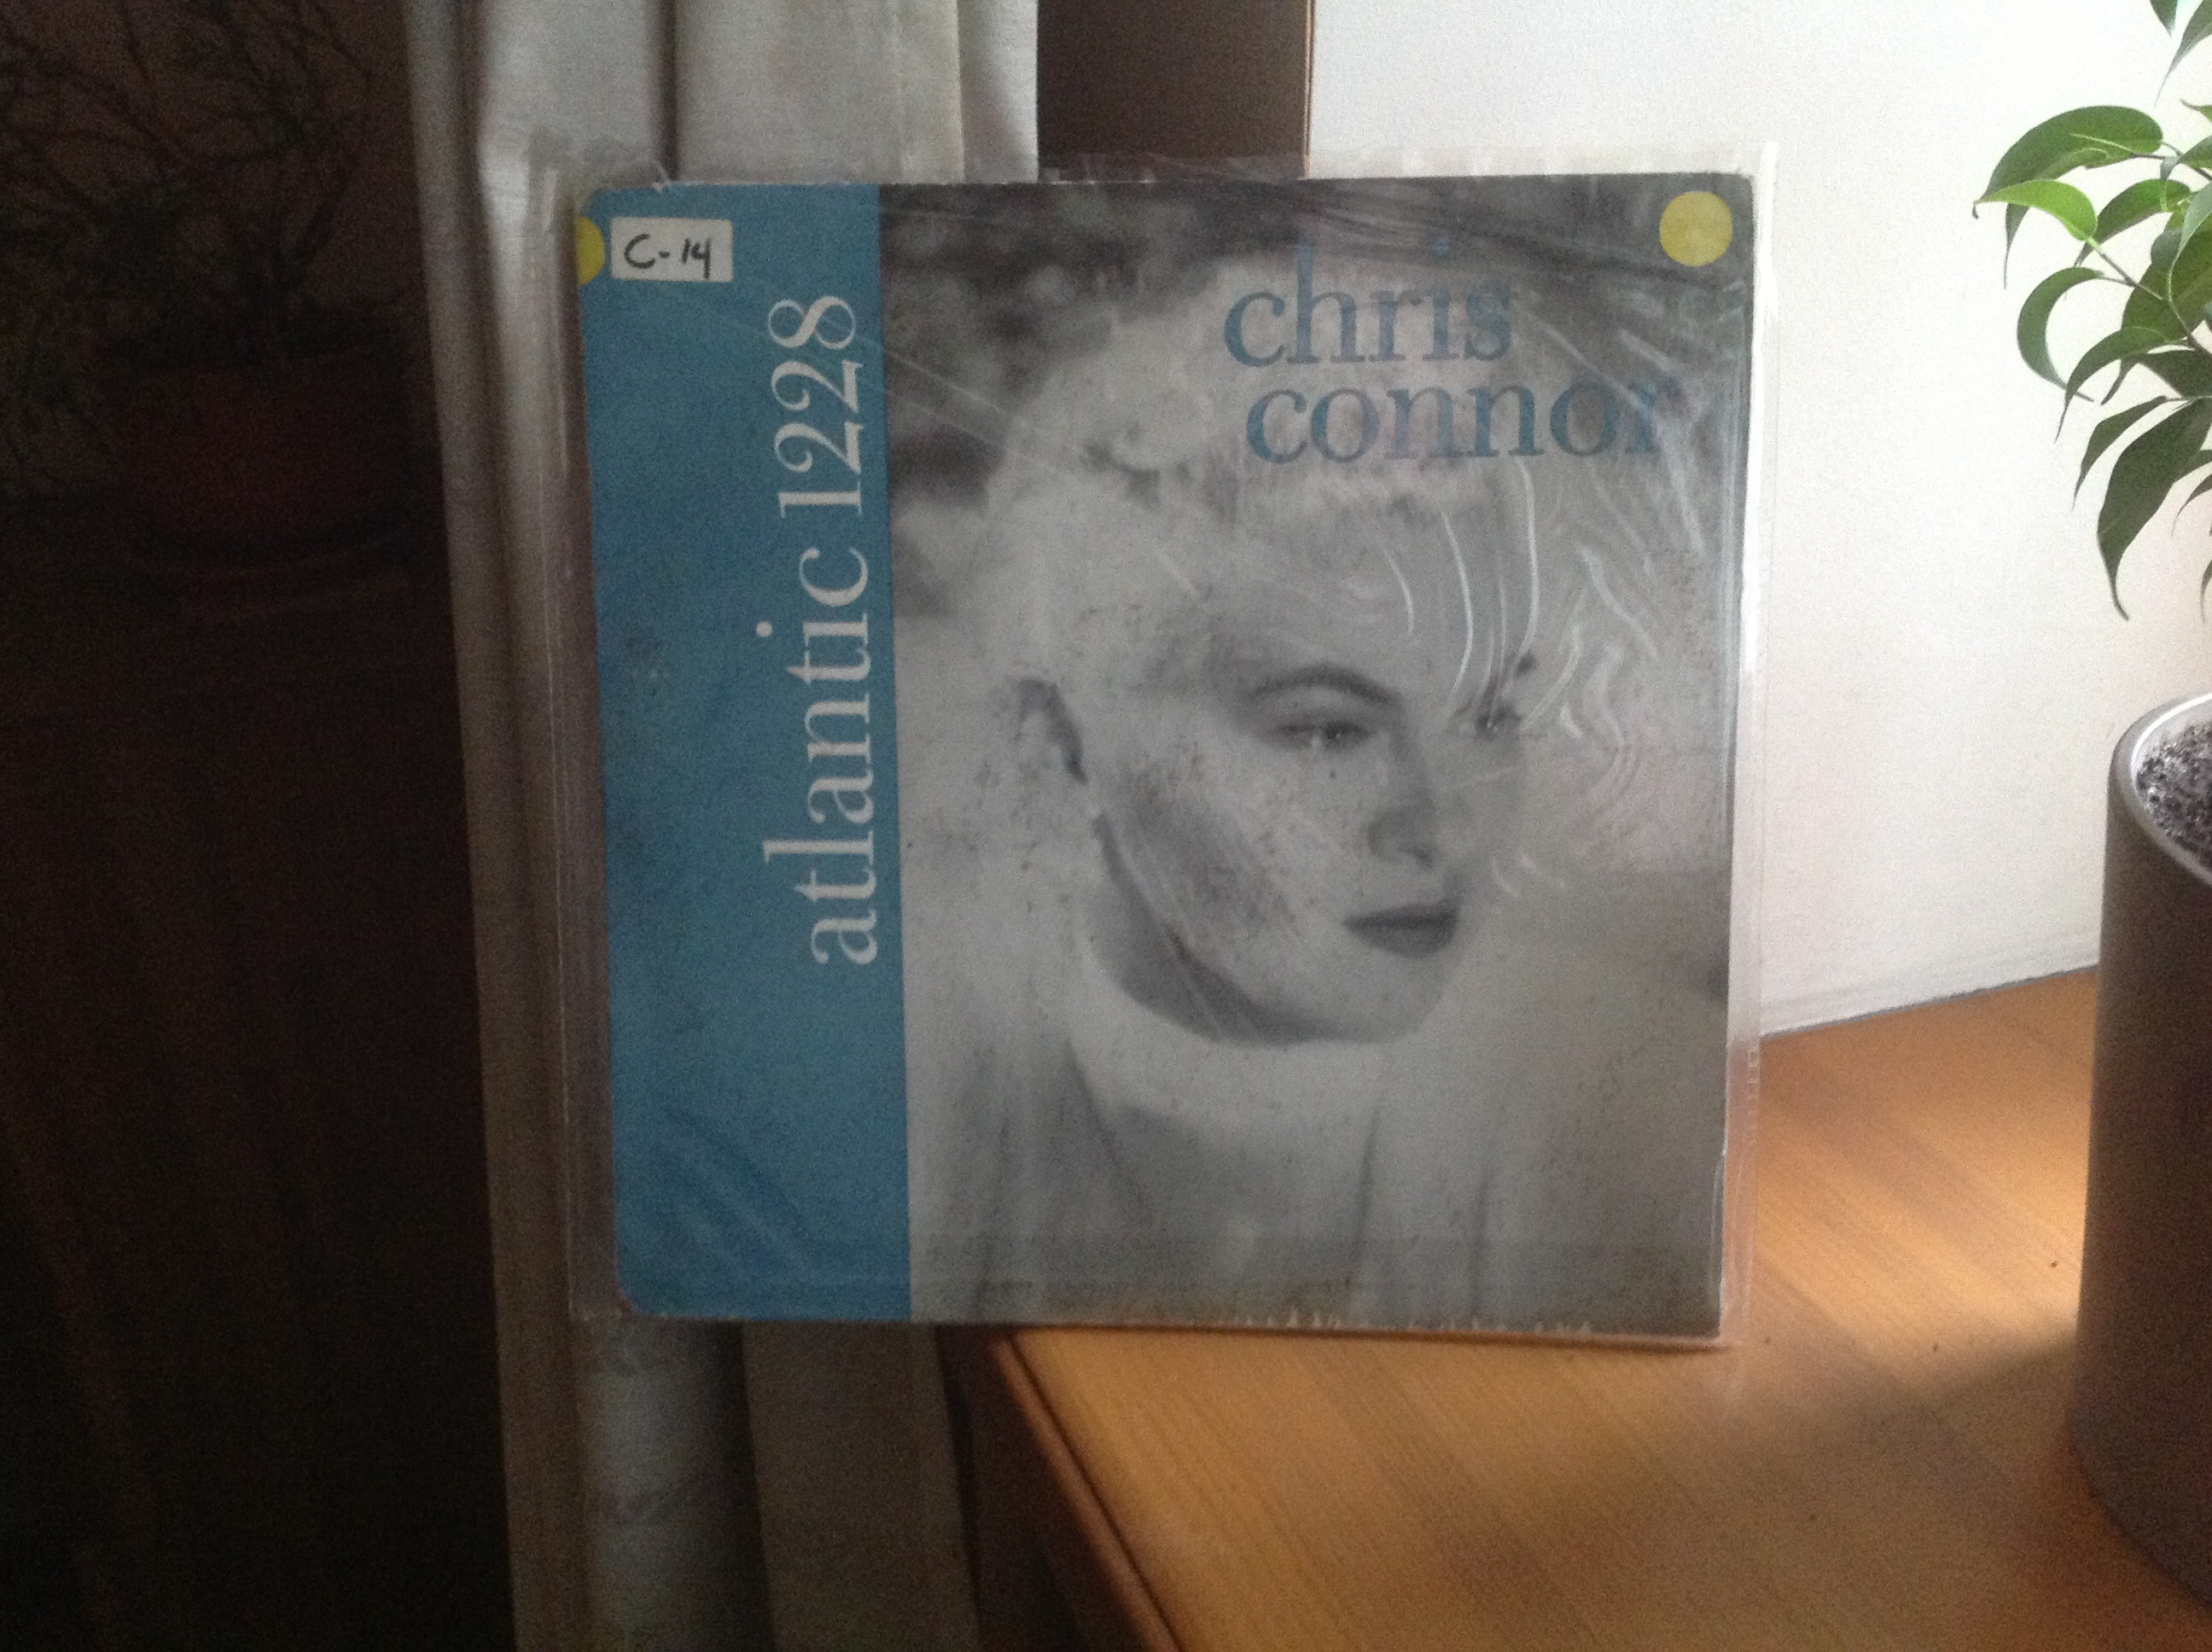 C-14
atlantic 1228
chris
connor